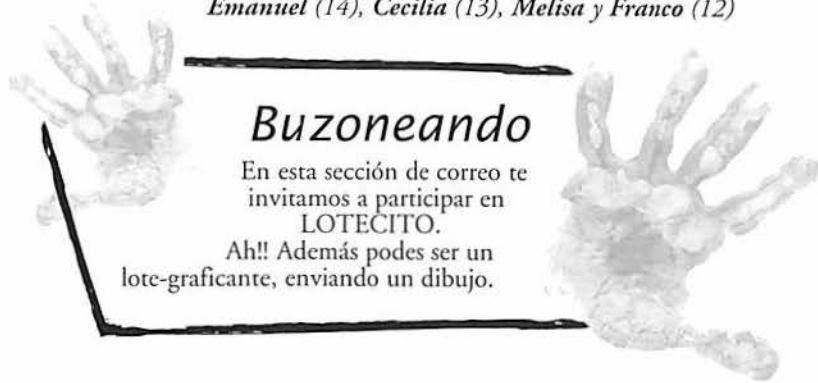 Emanuel (14), Cecilia (13), Melisa y Franco (12)
Buzoneando
En esta sección de correo te
invitamos a participar en
LOTECITO.
Ah!! Además podes ser un
lote-graficante, enviando un dibujo.